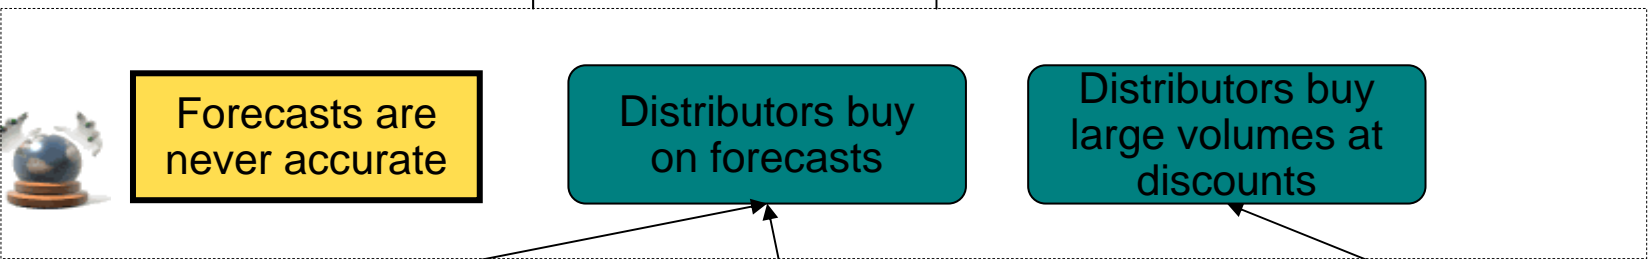 Forecasts are
never accurate
Distributors buy
on forecasts
Distributors buy
large volumes at
discounts